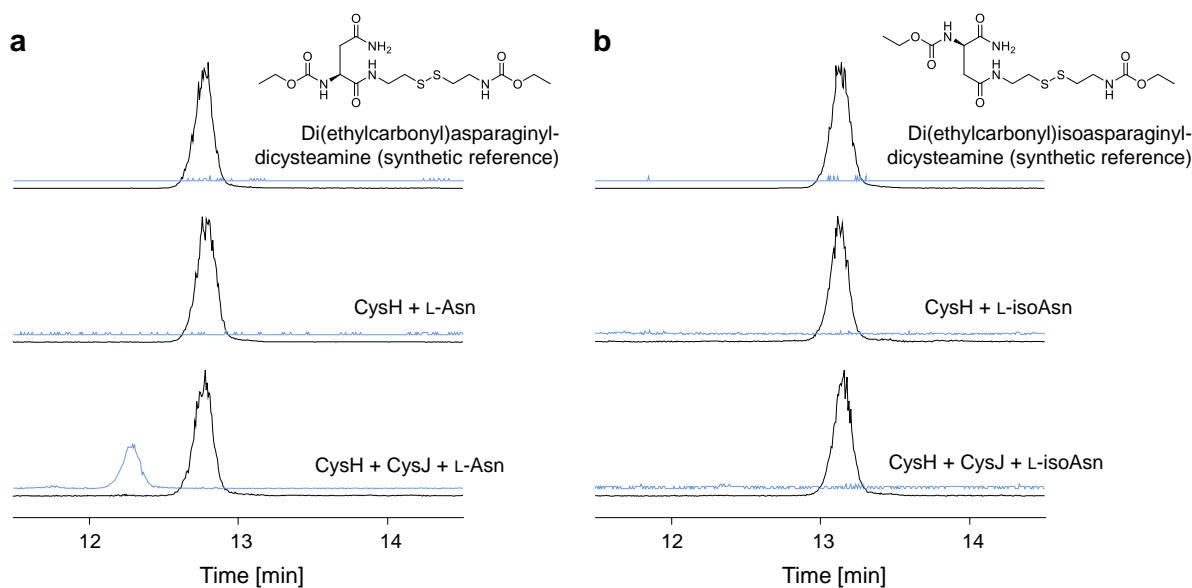 a
O
NH2
O
O
N
H
O
H
N
S
S
N
H
O
O
Di(ethylcarbonyl)asparaginyl-
dicysteamine (synthetic reference)
CysH + L-Asn
CysH + CysJ + L-Asn
12
13
14
Time [min]
b
O
O
H
N
O
NH2
O
N
H
S
S
H
N
O
O
Di(ethylcarbonyl)isoasparaginyl-
dicysteamine (synthetic reference)
CysH + L-isoAsn
CysH + CysJ + L-isoAsn
12
13
14
Time [min]